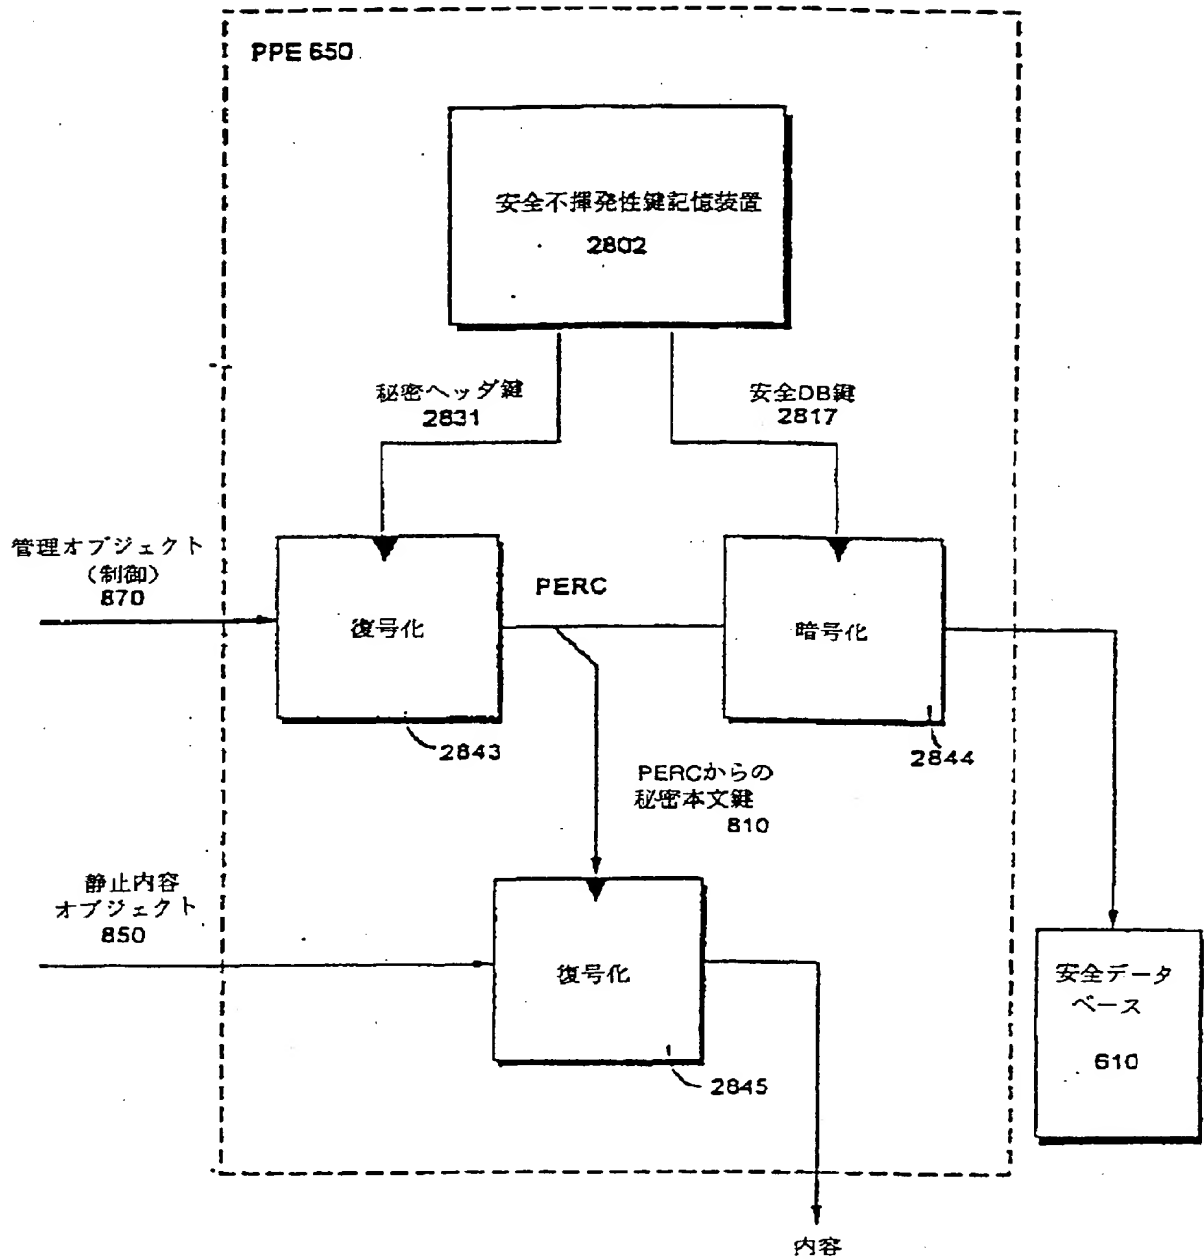 PPE 650
安全不揮発性鍵記憶装置
2802
秘密ヘッダ鍵
2831
安全DB鍵
2817
管理オブジェクト
(制御)
870
復号化
PERC
暗号化
2843
2844
PERCからの
秘密本文鍵
810
静止内容
オブジェクト
850
復号化
2845
安全データ
ベース
610
内容